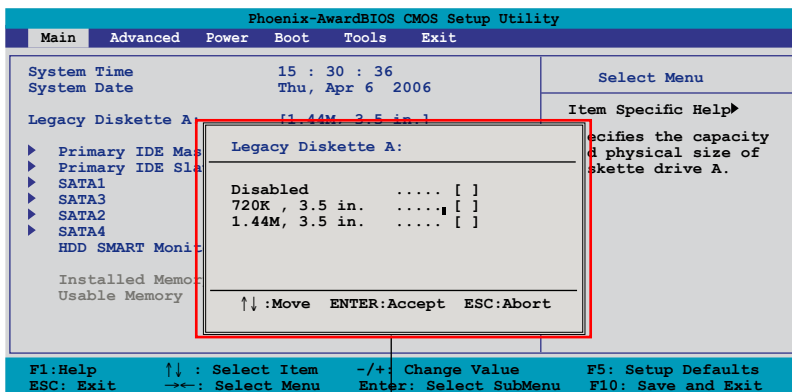 Phoenix-AwardBIOS CMOS Setup Utility
Main Advanced Power Boot Tools Exit
System Time 15 : 30 : 36
System Date Thu, Apr 6 2006
Legacy Diskette A: [1.44M, 3.5 in.]
Primary IDE Mas
Primary IDE Sla
SATA1
SATA3
SATA2
SATA4
HDD SMART Monit
Installed Memor
Usable Memory
Legacy Diskette A:
Disabled ..... [ ]
720K , 3.5 in. ..... [ ]
1.44M, 3.5 in. ..... [ ]
↑↓ :Move ENTER:Accept ESC:Abort
Select Menu
Item Specific Help
ecifies the capacity
d physical size of
skette drive A.
F1:Help ↑↓ : Select Item -/+: Change Value F5: Setup Defaults
ESC: Exit →←: Select Menu Enter: Select SubMenu F10: Save and Exit